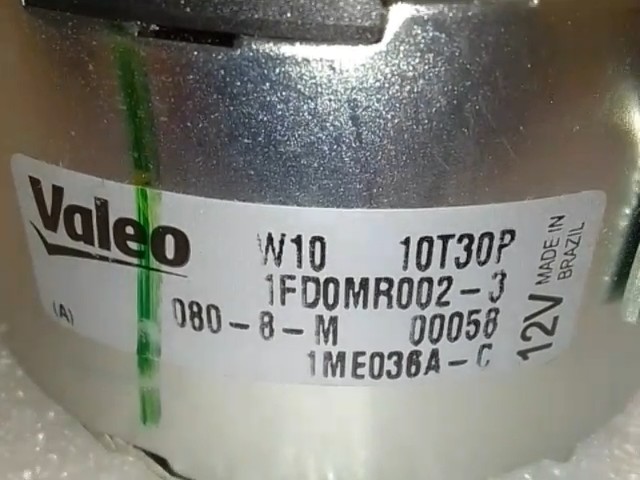 Valeo
W10 10T30P
1FD0MR002-3
(A) 080-8-M 00058
1ME036A-C
12V MADE IN
BRAZIL